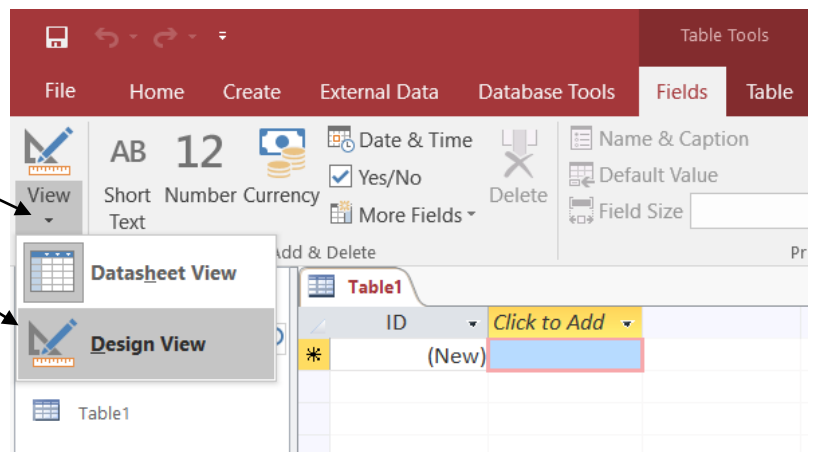 Table Tools
File Home Create External Data Database Tools Fields Table
View
AB Short Text
12 Number
Currency
Date & Time
Yes/No
More Fields
Delete
Name & Caption
Default Value
Field Size
dd & Delete
Pr
Datasheet View
Design View
Table1
Table1
ID Click to Add
(New)